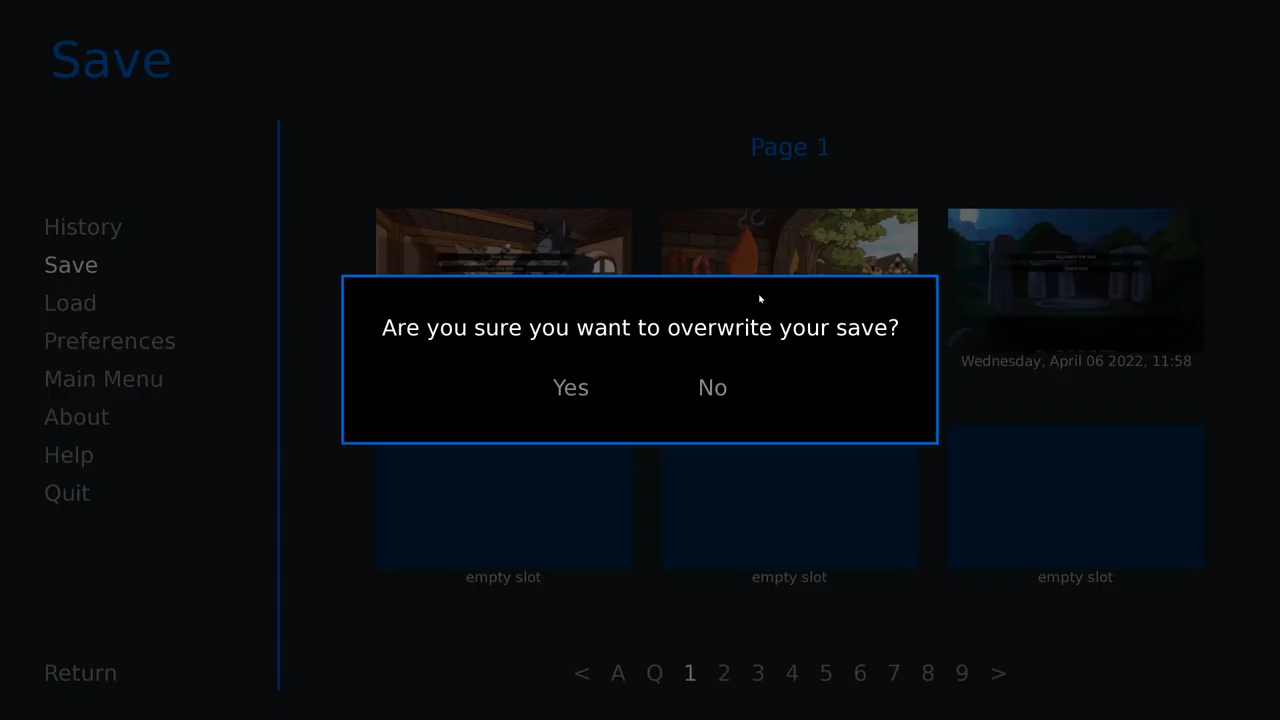 Save
Page 1
History
Save
Load
Preferences
Main Menu
About
Help
Quit
Return
Are you sure you want to overwrite your save?
Yes No
Wednesday, April 06 2022, 11:58
empty slot empty slot empty slot
< A Q 1 2 3 4 5 6 7 8 9 >